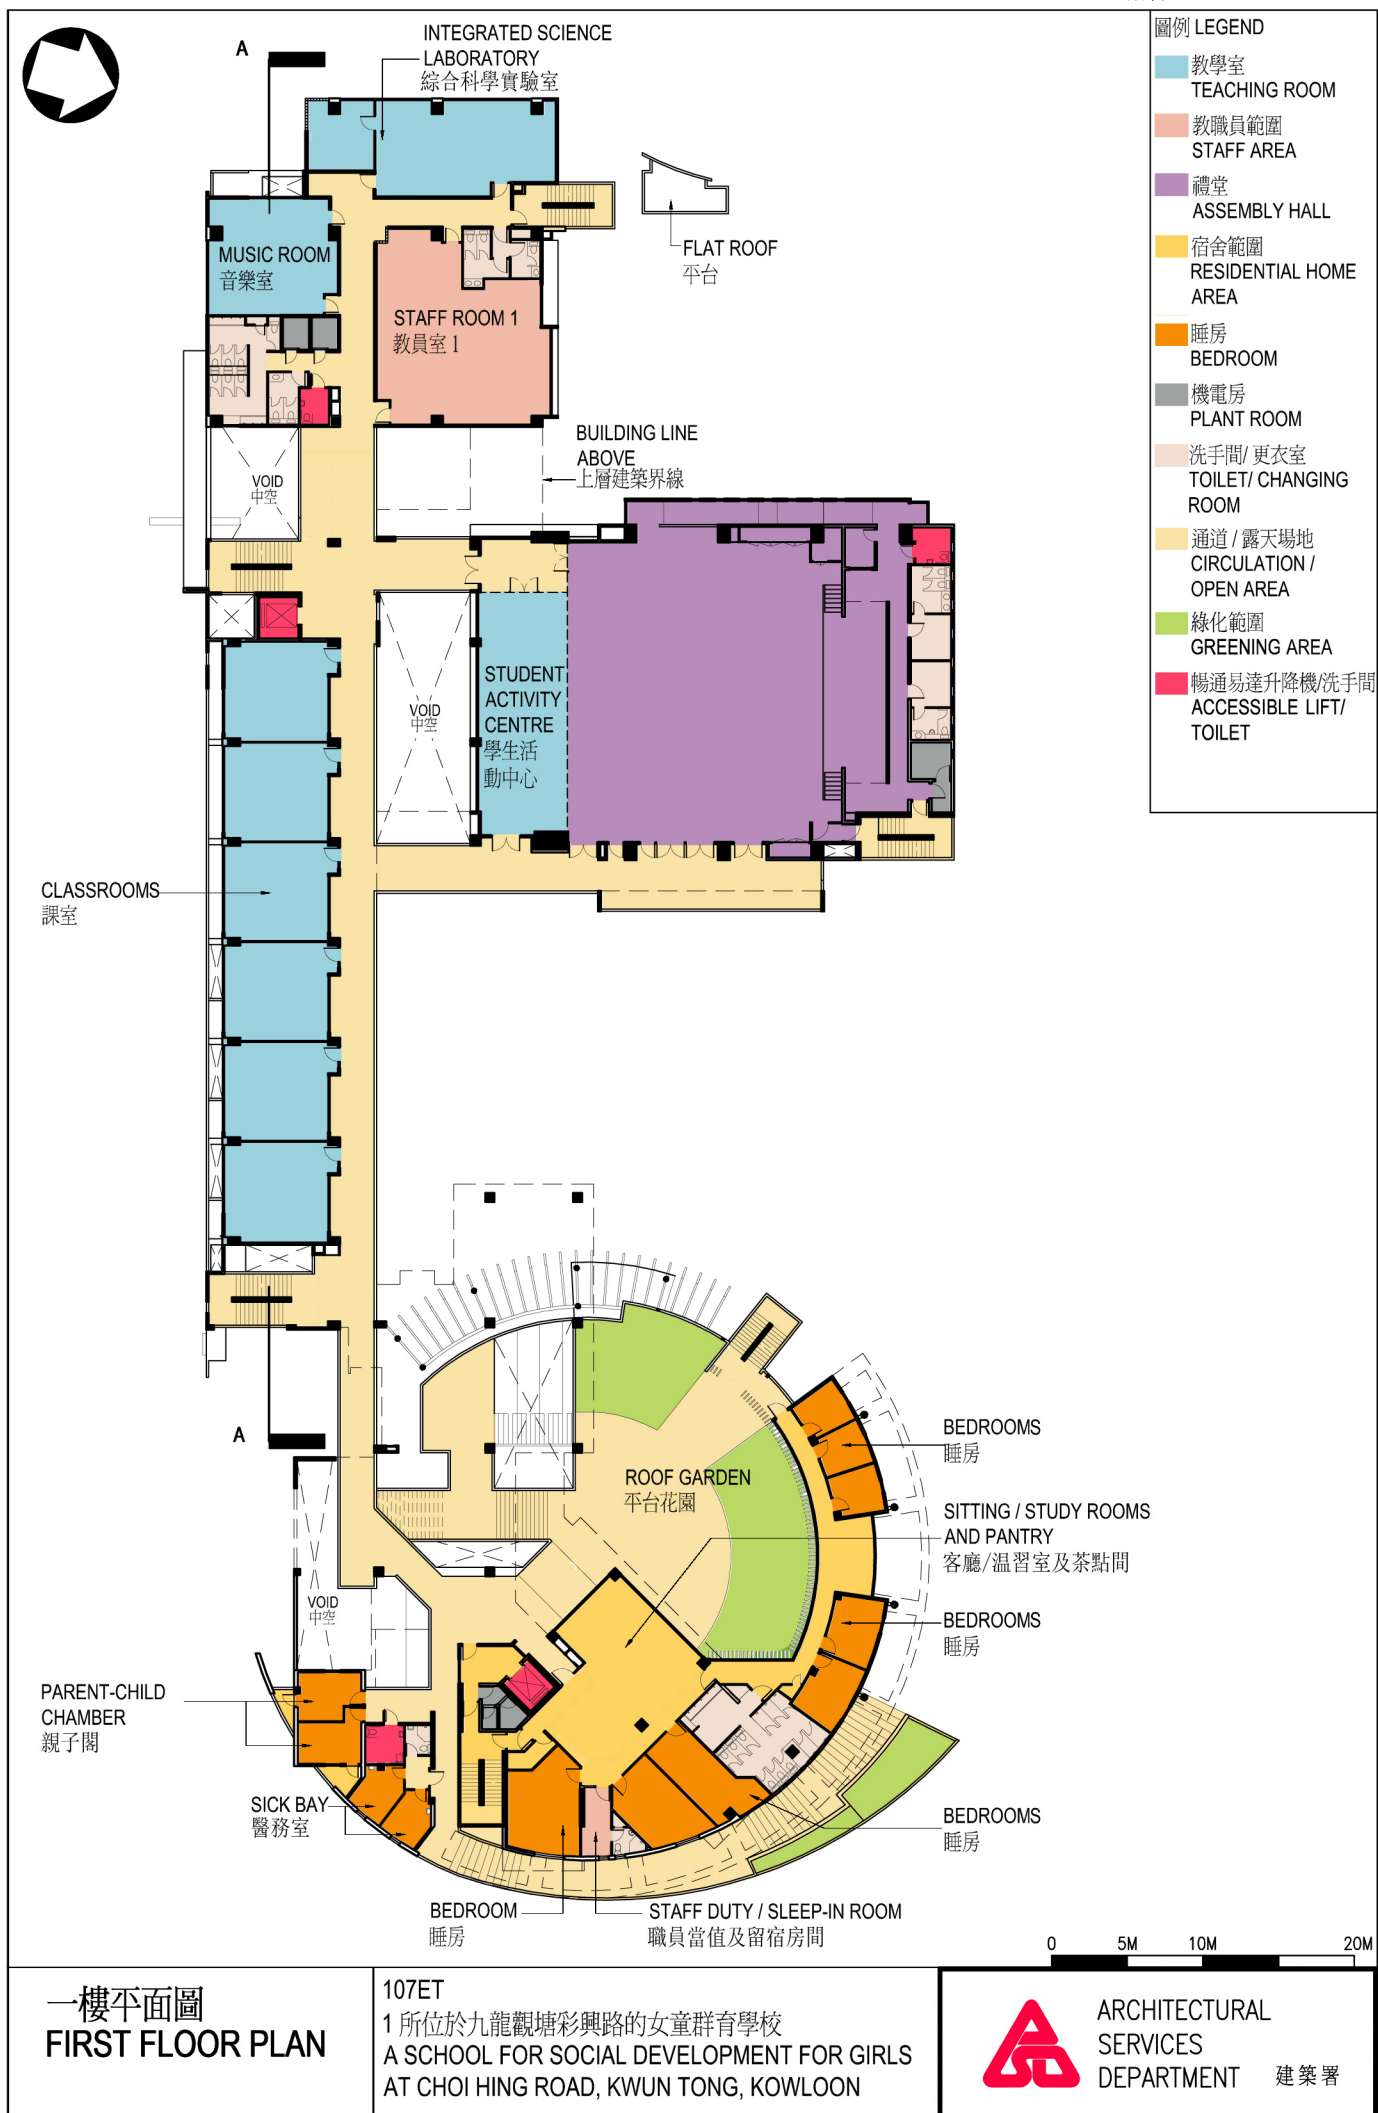 A
INTEGRATED SCIENCE
LABORATORY
綜合科學實驗室
MUSIC ROOM
音樂室
FLAT ROOF
平台
STAFF ROOM 1
教員室 1
BUILDING LINE
ABOVE
上層建築界線
VOID
中空
STUDENT
ACTIVITY
CENTRE
學生活
動中心
VOID
中空
CLASSROOMS
課室
A
ROOF GARDEN
平台花園
BEDROOMS
睡房
SITTING / STUDY ROOMS
AND PANTRY
客廳/温習室及茶點間
VOID
中空
BEDROOMS
睡房
PARENT-CHILD
CHAMBER
親子閣
SICK BAY
醫務室
BEDROOMS
睡房
BEDROOM
睡房
STAFF DUTY / SLEEP-IN ROOM
職員當值及留宿房間
圖例 LEGEND
教學室
TEACHING ROOM
教職員範圍
STAFF AREA
禮堂
ASSEMBLY HALL
宿舍範圍
RESIDENTIAL HOME
AREA
睡房
BEDROOM
機電房
PLANT ROOM
洗手間/ 更衣室
TOILET/ CHANGING
ROOM
通道 / 露天場地
CIRCULATION /
OPEN AREA
綠化範圍
GREENING AREA
暢通易達升降機/洗手間
ACCESSIBLE LIFT/
TOILET
0 5M 10M 20M
一樓平面圖
FIRST FLOOR PLAN
107ET
1 所位於九龍觀塘彩興路的女童群育學校
A SCHOOL FOR SOCIAL DEVELOPMENT FOR GIRLS
AT CHOI HING ROAD, KWUN TONG, KOWLOON
ARCHITECTURAL
SERVICES
DEPARTMENT 建築署